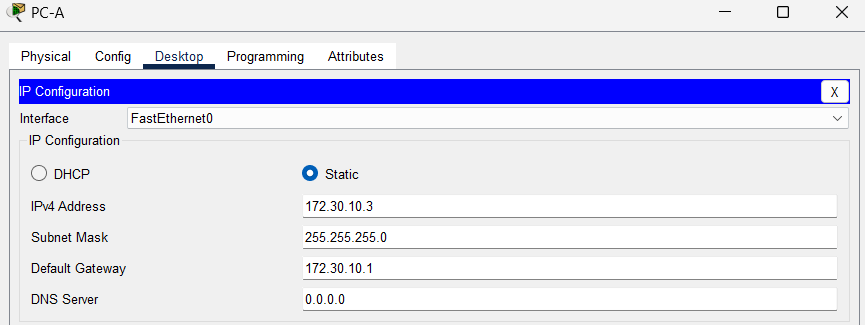 PC-A
Physical Config Desktop Programming Attributes
IP Configuration X
Interface FastEthernet0
IP Configuration
DHCP Static
IPv4 Address 172.30.10.3
Subnet Mask 255.255.255.0
Default Gateway 172.30.10.1
DNS Server 0.0.0.0